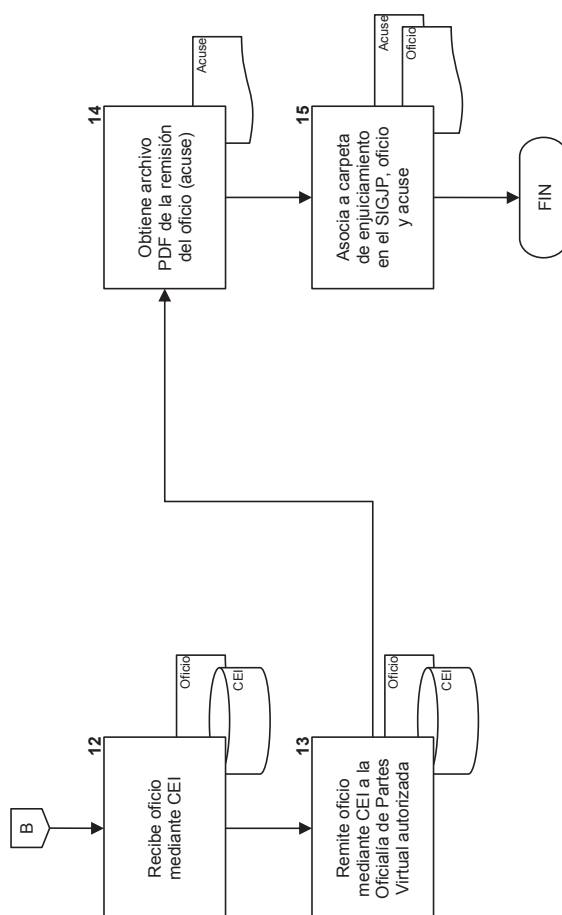 B
12
Recibe oficio
mediante CEI
Oficio
CEI
13
Remite oficio
mediante CEI a la
Oficialía de Partes
Virtual autorizada
Oficio
CEI
14
Obtiene archivo
PDF de la remisión
del oficio (acuse)
Acuse
15
Asocia a carpeta
de enjuiciamiento
en el SIGJP, oficio
y acuse
Acuse
Oficio
FIN